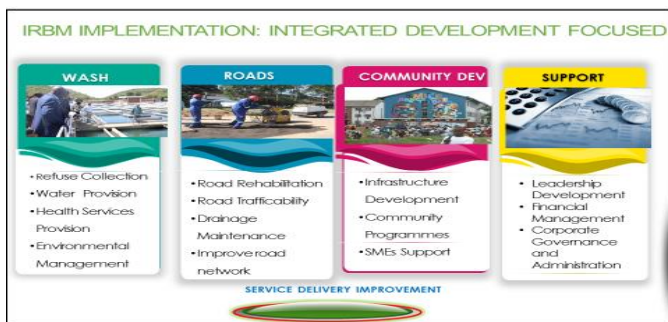 IRBM IMPLEMENTATION: INTEGRATED DEVELOPMENT FOCUSED
WASH
•Refuse Collection
•Water Provision
•Health Services
Provision
•Environmental
Management
ROADS
•Road Rehabilitation
•Road Trafficability
•Drainage
Maintenance
•Improve road
network
COMMUNITY DEV
•Infrastructure
Development
•Community
Programmes
•SMEs Support
SUPPORT
• Leadership
Development
• Financial
Management
• Corporate
Governance
and
Administration
SERVICE DELIVERY IMPROVEMENT